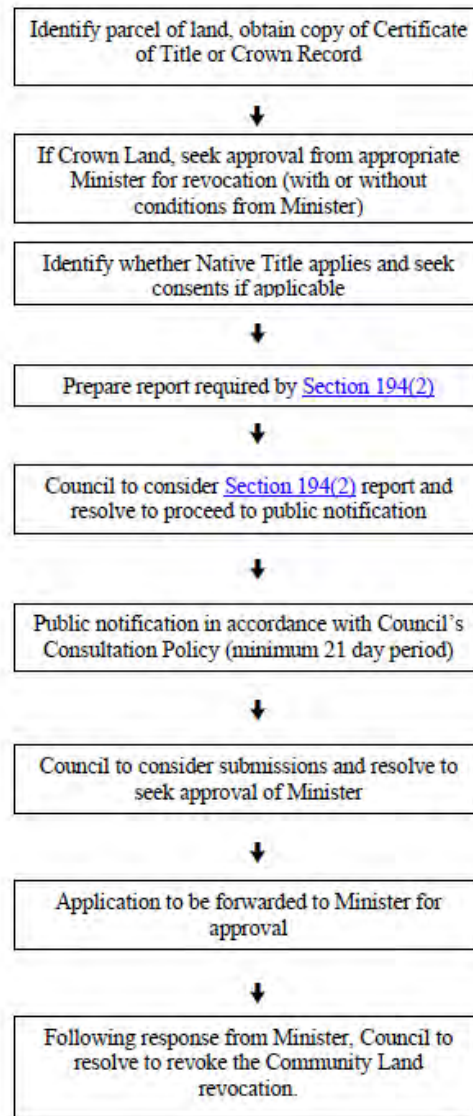 Identify parcel of land, obtain copy of Certificate
of Title or Crown Record
If Crown Land, seek approval from appropriate
Minister for revocation (with or without
conditions from Minister)
Identify whether Native Title applies and seek
consents if applicable
Prepare report required by Section 194(2)
Council to consider Section 194(2) report and
resolve to proceed to public notification
Public notification in accordance with Council's
Consultation Policy (minimum 21 day period)
Council to consider submissions and resolve to
seek approval of Minister
Application to be forwarded to Minister for
approval
Following response from Minister, Council to
resolve to revoke the Community Land
revocation.